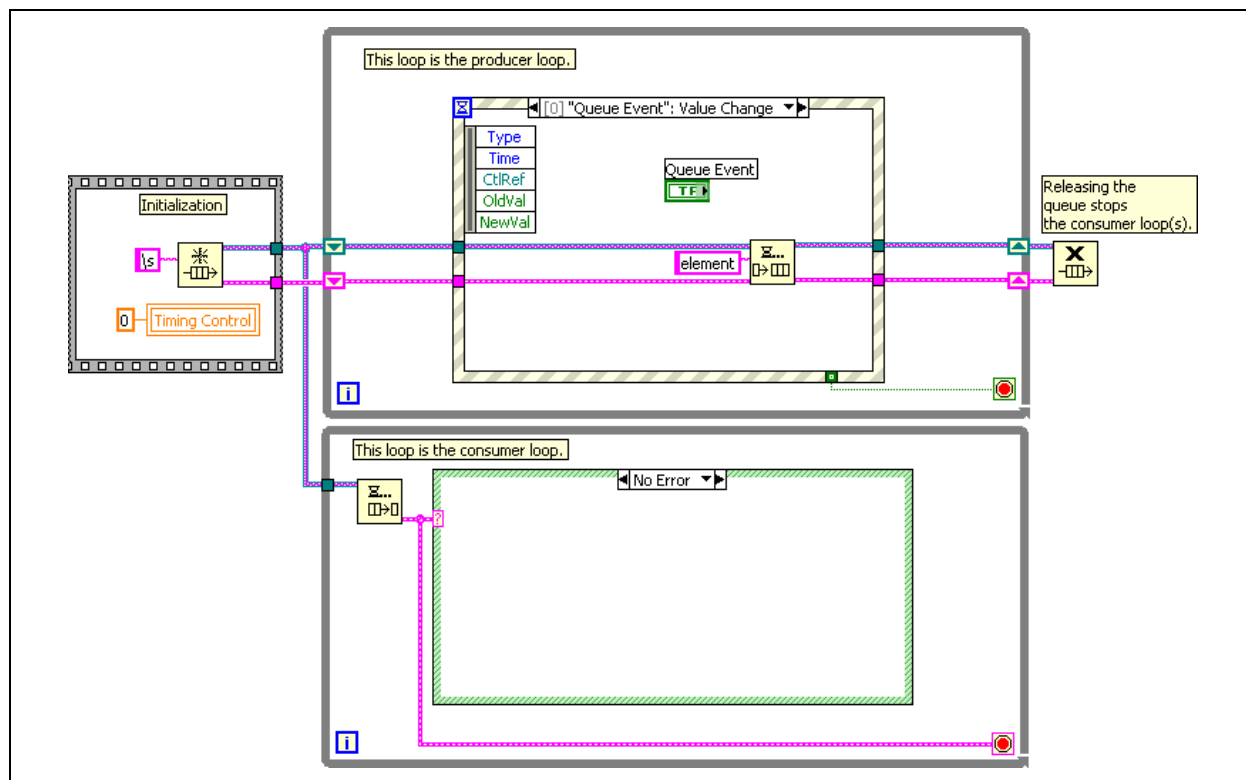 This loop is the producer loop.
[0] "Queue Event": Value Change
Type
Time
CtlRef
OldVal
NewVal
Queue Event
TF
Initialization
\s
0
Timing Control
element
Releasing the
queue stops
the consumer loop(s).
X
i
This loop is the consumer loop.
No Error
?
i